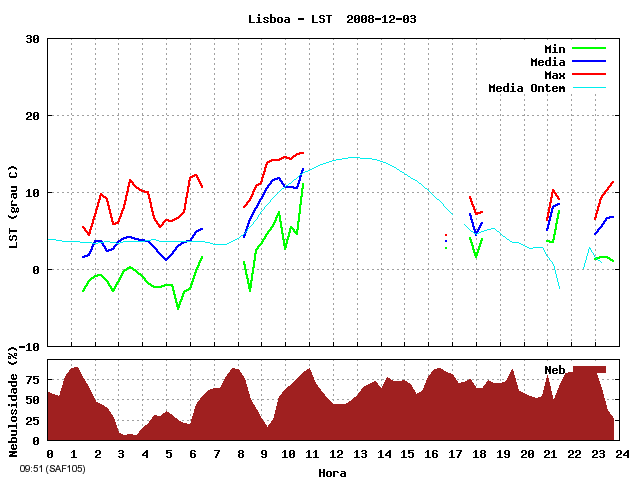 Lisboa - LST  2008-12-03
30
20
10
0
-10
LST (grau C)
Min
Media
Max
Media Ontem
75
50
25
0
Nebulosidade (%)
Neb
0 1 2 3 4 5 6 7 8 9 10 11 12 13 14 15 16 17 18 19 20 21 22 23 24
09:51 (SAF105)
Hora